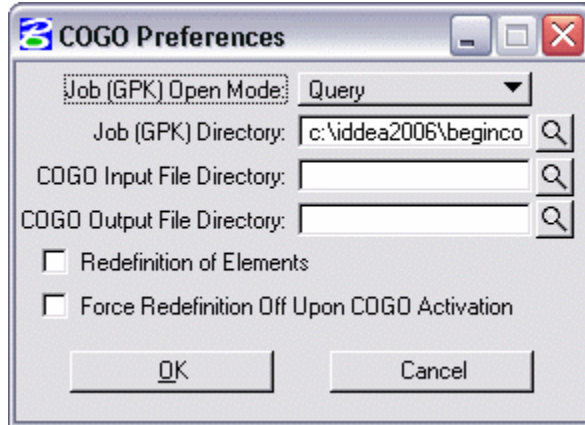 COGO Preferences
Job (GPK) Open Mode: Query
Job (GPK) Directory: c:\iddea2006\beginco
COGO Input File Directory:
COGO Output File Directory:
Redefinition of Elements
Force Redefinition Off Upon COGO Activation
OK Cancel